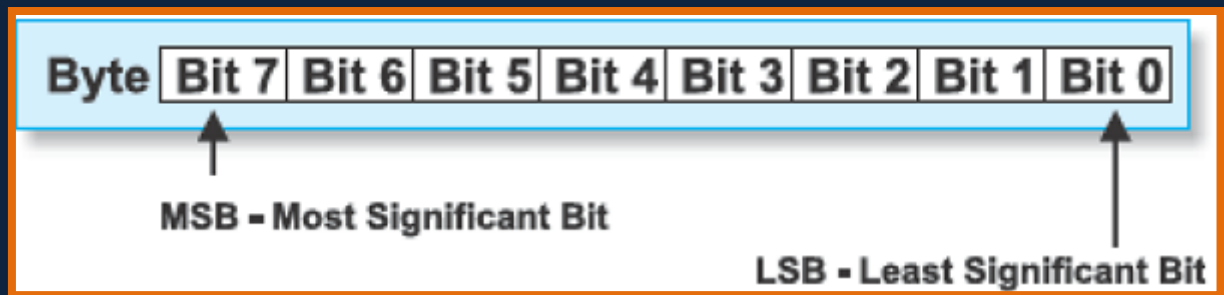 Byte Bit 7 Bit 6 Bit 5 Bit 4 Bit 3 Bit 2 Bit 1 Bit 0
MSB - Most Significant Bit
LSB - Least Significant Bit